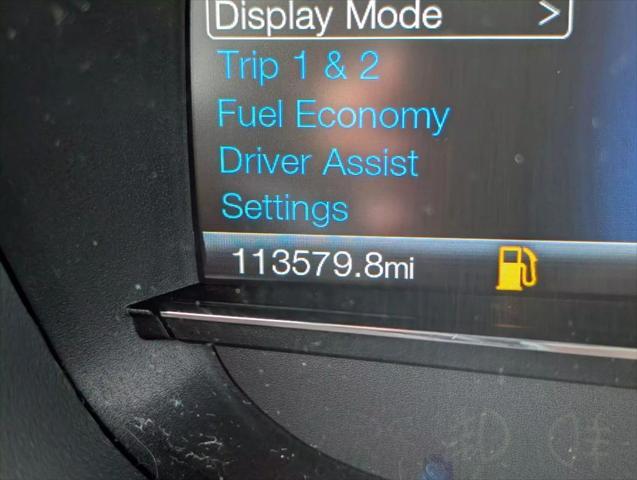 Display Mode >
Trip 1 & 2
Fuel Economy
Driver Assist
Settings
113579.8mi